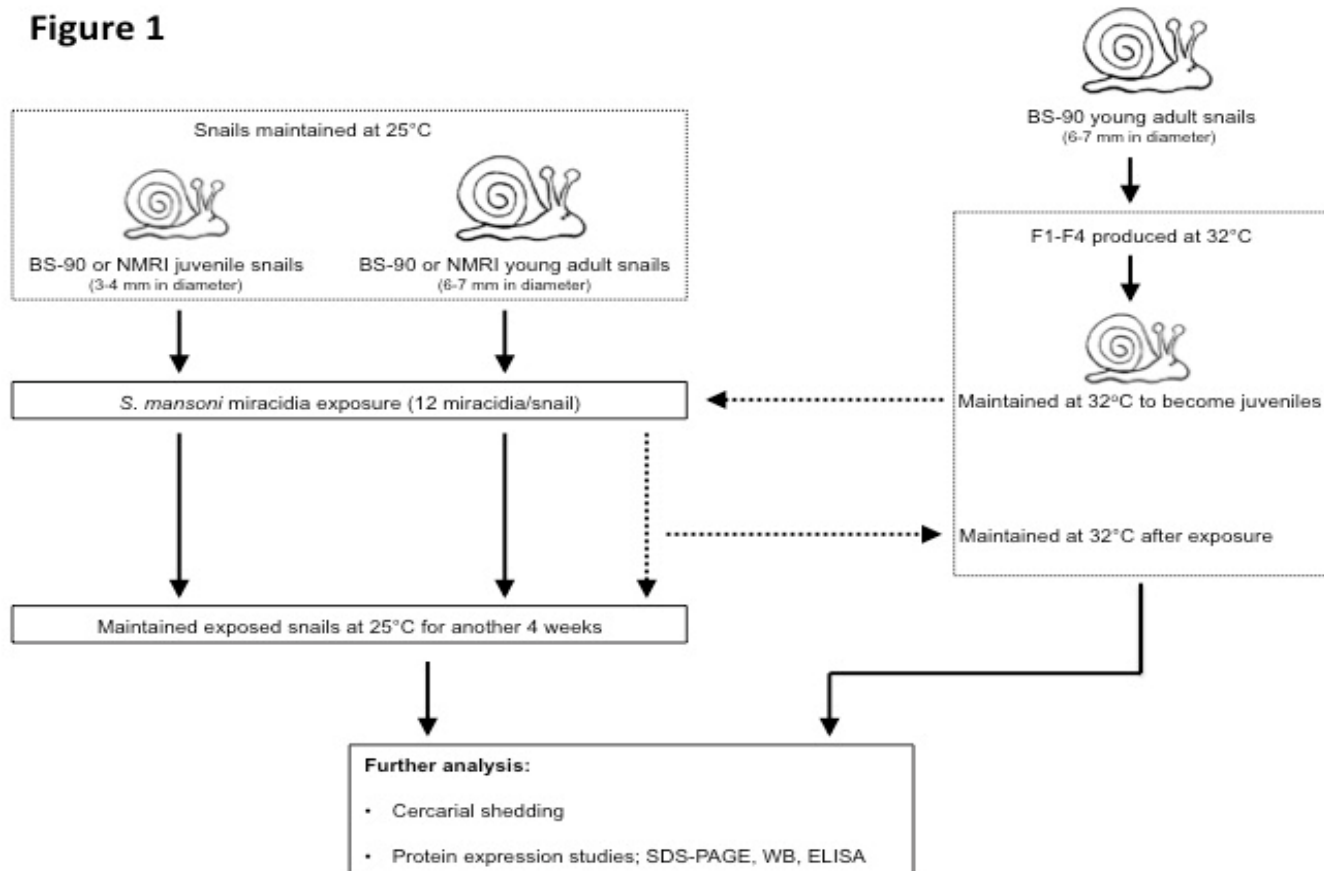 Figure 1
Snails maintained at 25°C
BS-90 or NMRI juvenile snails
(3-4 mm in diameter)
BS-90 or NMRI young adult snails
(6-7 mm in diameter)
S. mansoni miracidia exposure (12 miracidia/snail)
Maintained exposed snails at 25°C for another 4 weeks
BS-90 young adult snails
(6-7 mm in diameter)
F1-F4 produced at 32°C
Maintained at 32°C to become juveniles
Maintained at 32°C after exposure
Further analysis:
• Cercarial shedding
• Protein expression studies; SDS-PAGE, WB, ELISA